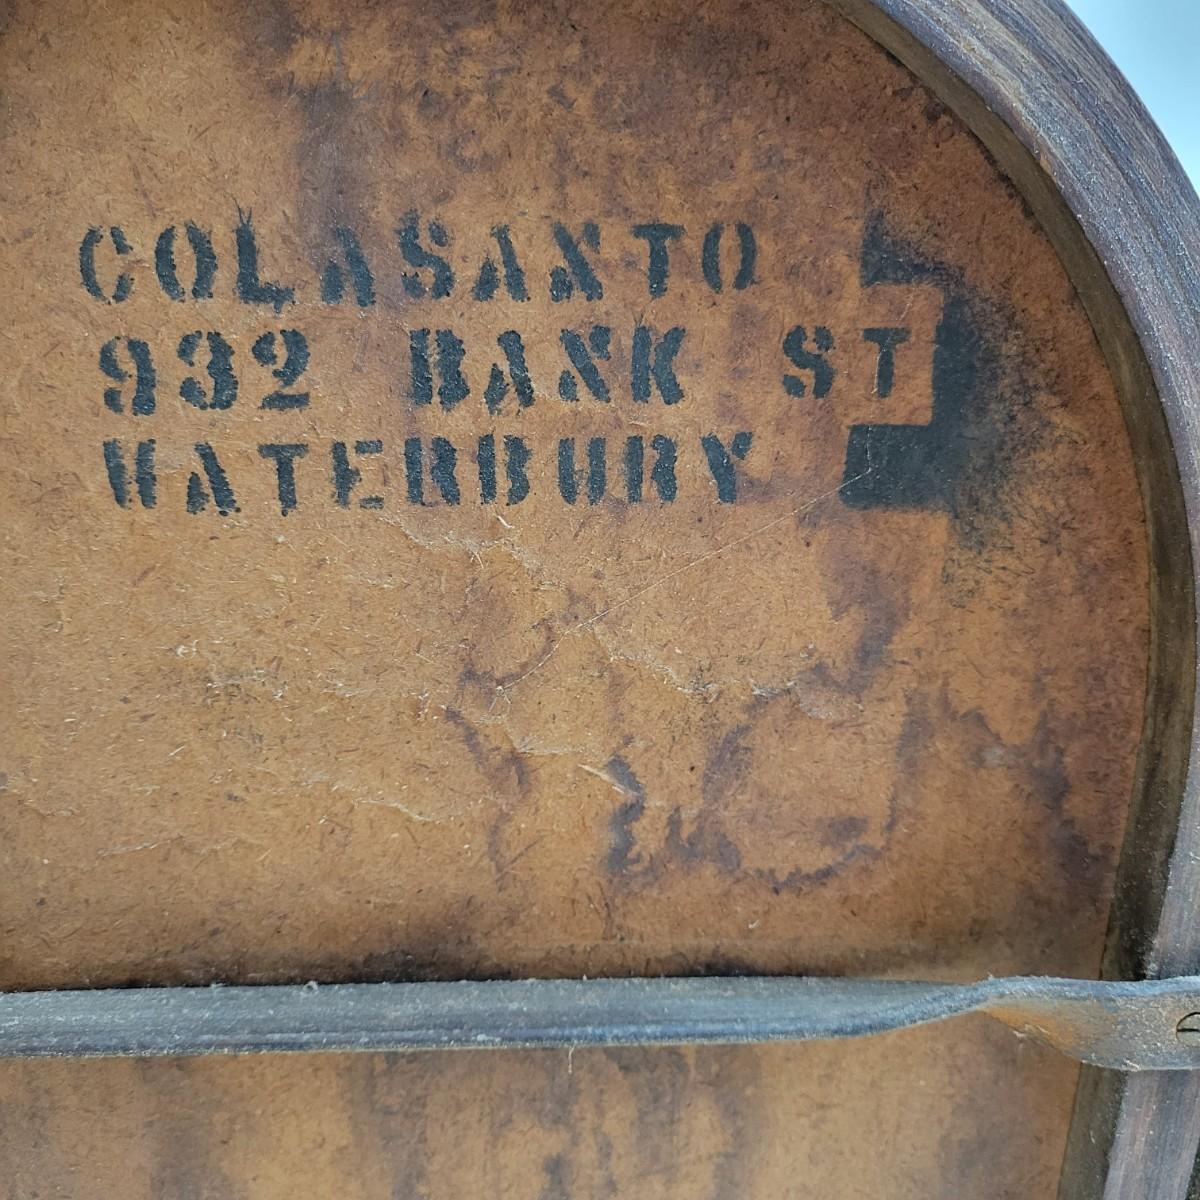 COLASANTO
932 BANK ST
WATERBURY